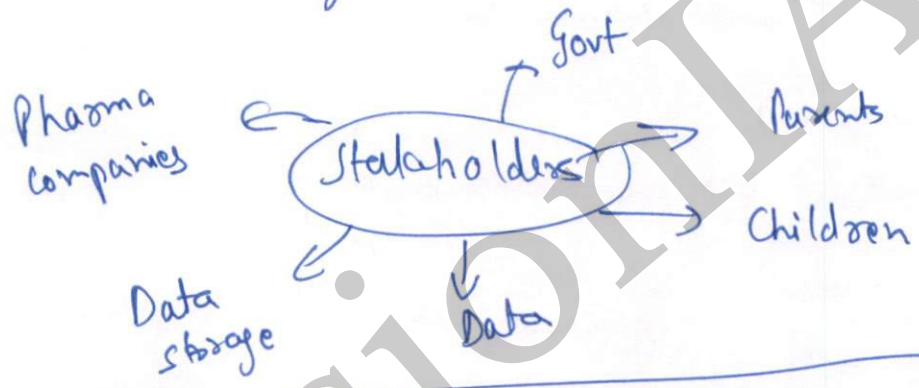 Govt
Pharma
companies
Stakeholders
Parents
Children
Data
storage
Data